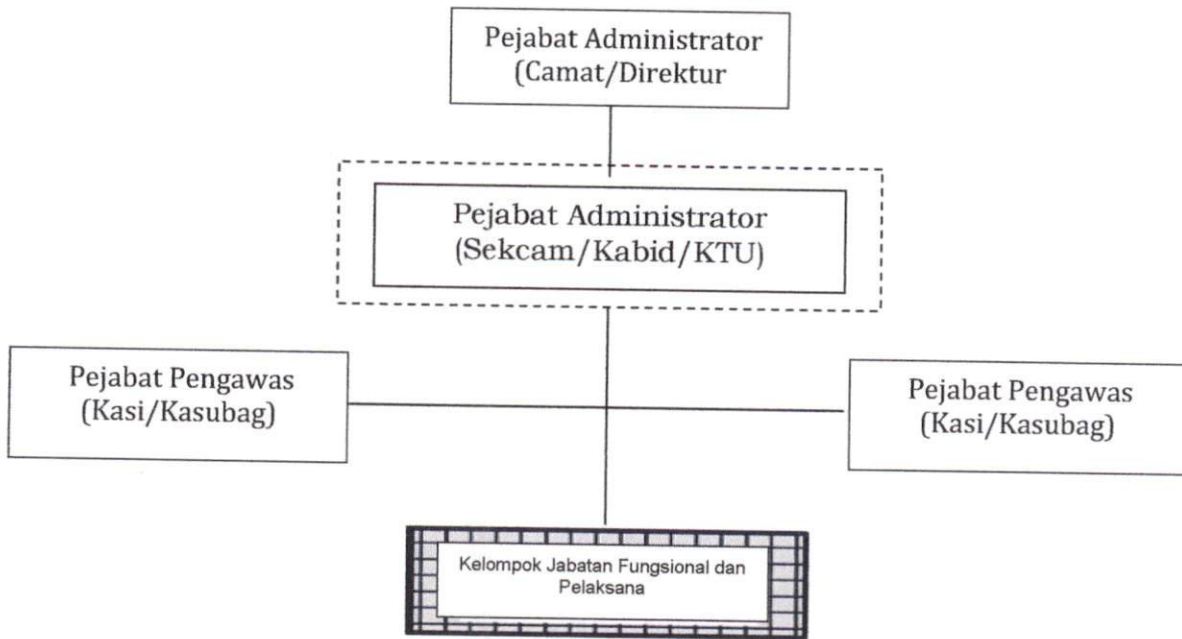 Pejabat Administrator
(Camat/Direktur
Pejabat Administrator
(Sekcam/Kabid/KTU)
Pejabat Pengawas
(Kasi/Kasubag)
Pejabat Pengawas
(Kasi/Kasubag)
Kelompok Jabatan Fungsional dan
Pelaksana